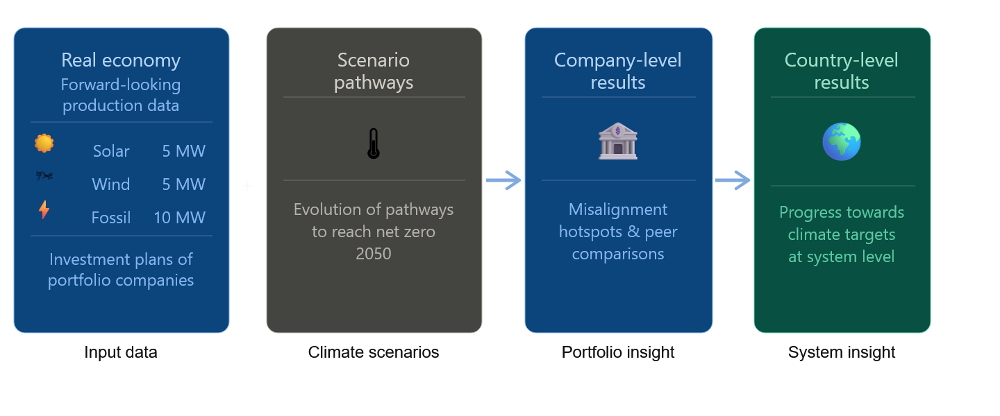 Real economy
Forward-looking
production data
Solar 5 MW
Wind 5 MW
Fossil 10 MW
Investment plans of
portfolio companies
Input data
+
Scenario
pathways
Evolution of pathways
to reach net zero
2050
Climate scenarios
Company-level
results
$
Misalignment
hotspots & peer
comparisons
Portfolio insight
Country-level
results
Progress towards
climate targets
at system level
System insight